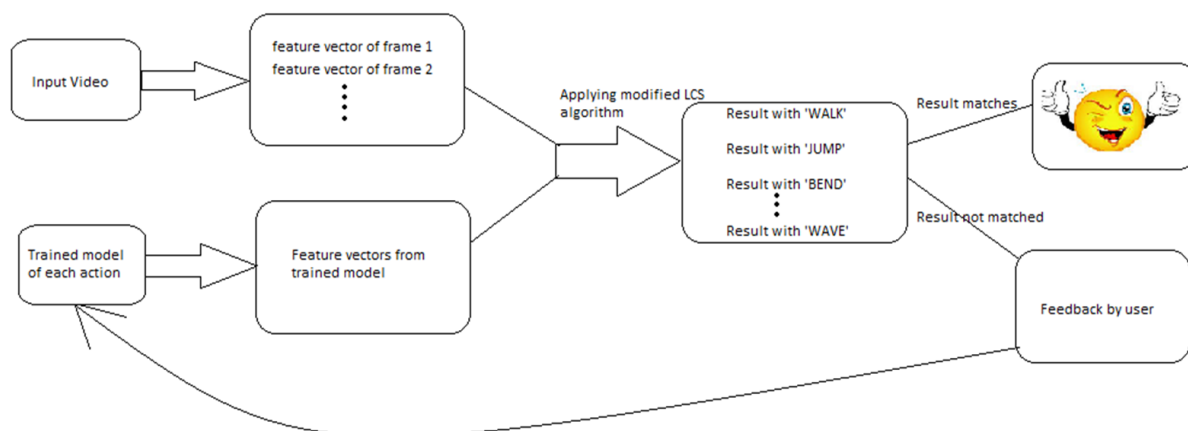 Input Video
feature vector of frame 1
feature vector of frame 2
Applying modified LCS
algorithm
Result with 'WALK'
Result with 'JUMP'
Result with 'BEND'
Result with 'WAVE'
Result matches
Result not matched
Trained model
of each action
Feature vectors from
trained model
Feedback by user